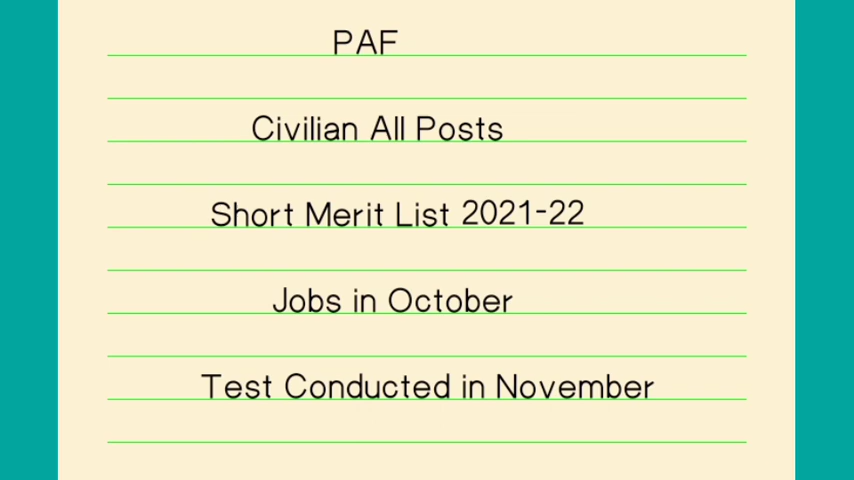 PAF
Civilian All Posts
Short Merit List 2021-22
Jobs in October
Test Conducted in November